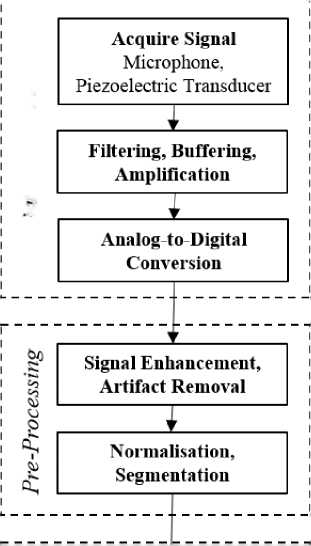 Acquire Signal
Microphone,
Piezoelectric Transducer
Filtering, Buffering,
Amplification
Analog-to-Digital
Conversion
Pre-Processing
Signal Enhancement,
Artifact Removal
Normalisation,
Segmentation